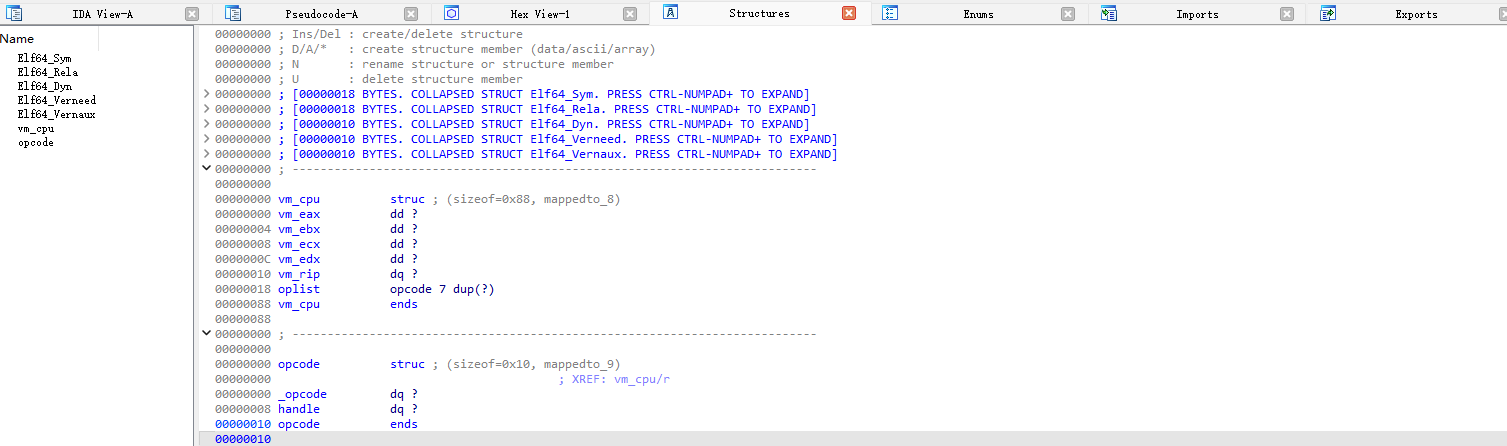 IDA View-A Pseudocode-A Hex View-1 Structures Enums Imports Exports
Name
Elf64_Sym
Elf64_Rela
Elf64_Dyn
Elf64_Verneed
Elf64_Vernaux
vm_cpu
opcode
00000000 ; Ins/Del : create/delete structure
00000000 ; D/A/* : create structure member (data/ascii/array)
00000000 ; N : rename structure or structure member
00000000 ; U : delete structure member
00000000 ; [00000018 BYTES. COLLAPSED STRUCT Elf64_Sym. PRESS CTRL-NUMPAD+ TO EXPAND]
00000000 ; [00000018 BYTES. COLLAPSED STRUCT Elf64_Rela. PRESS CTRL-NUMPAD+ TO EXPAND]
00000000 ; [00000010 BYTES. COLLAPSED STRUCT Elf64_Dyn. PRESS CTRL-NUMPAD+ TO EXPAND]
00000000 ; [00000010 BYTES. COLLAPSED STRUCT Elf64_Verneed. PRESS CTRL-NUMPAD+ TO EXPAND]
00000000 ; [00000010 BYTES. COLLAPSED STRUCT Elf64_Vernaux. PRESS CTRL-NUMPAD+ TO EXPAND]
00000000 ; ---------------------------------------------------------------------------
00000000
00000000 vm_cpu struc ; (sizeof=0x88, mappedto_8)
00000000 vm_eax dd ?
00000004 vm_ebx dd ?
00000008 vm_ecx dd ?
0000000C vm_edx dd ?
00000010 vm_rip dq ?
00000018 oplist opcode 7 dup(?)
00000088 vm_cpu ends
00000088
00000000 ; ---------------------------------------------------------------------------
00000000
00000000 opcode struc ; (sizeof=0x10, mappedto_9)
00000000 ; XREF: vm_cpu/r
00000000 _opcode dq ?
00000008 handle dq ?
00000010 opcode ends
00000010